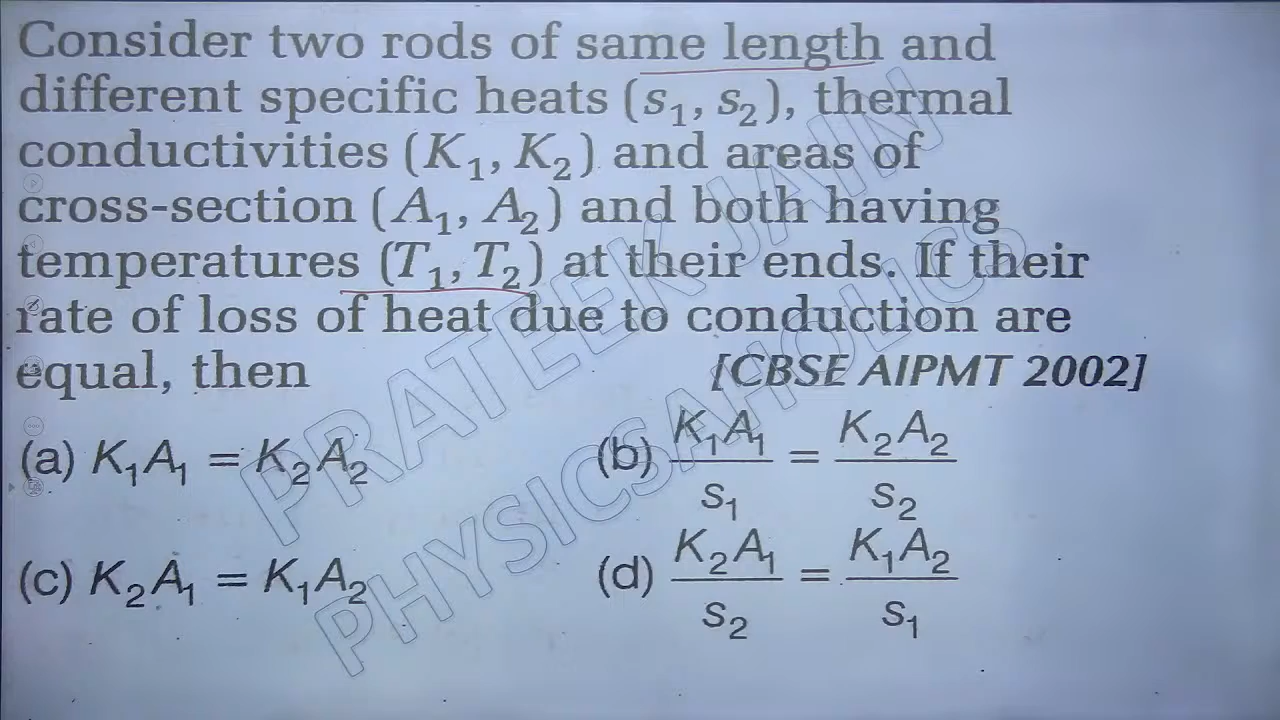 Consider two rods of same length and
different specific heats (s₁, s₂), thermal
conductivities (K₁, K₂) and areas of
cross-section (A₁, A₂) and both having
temperatures (T₁, T₂) at their ends. If their
rate of loss of heat due to conduction are
equal, then [CBSE AIPMT 2002]
(a) K₁A₁ = K₂A₂ (b) K₁A₁/s₁ = K₂A₂/s₂
(c) K₂A₁ = K₁A₂ (d) K₂A₁/s₂ = K₁A₂/s₁
PRATEEK JAIN
PHYSICSAHOLICS